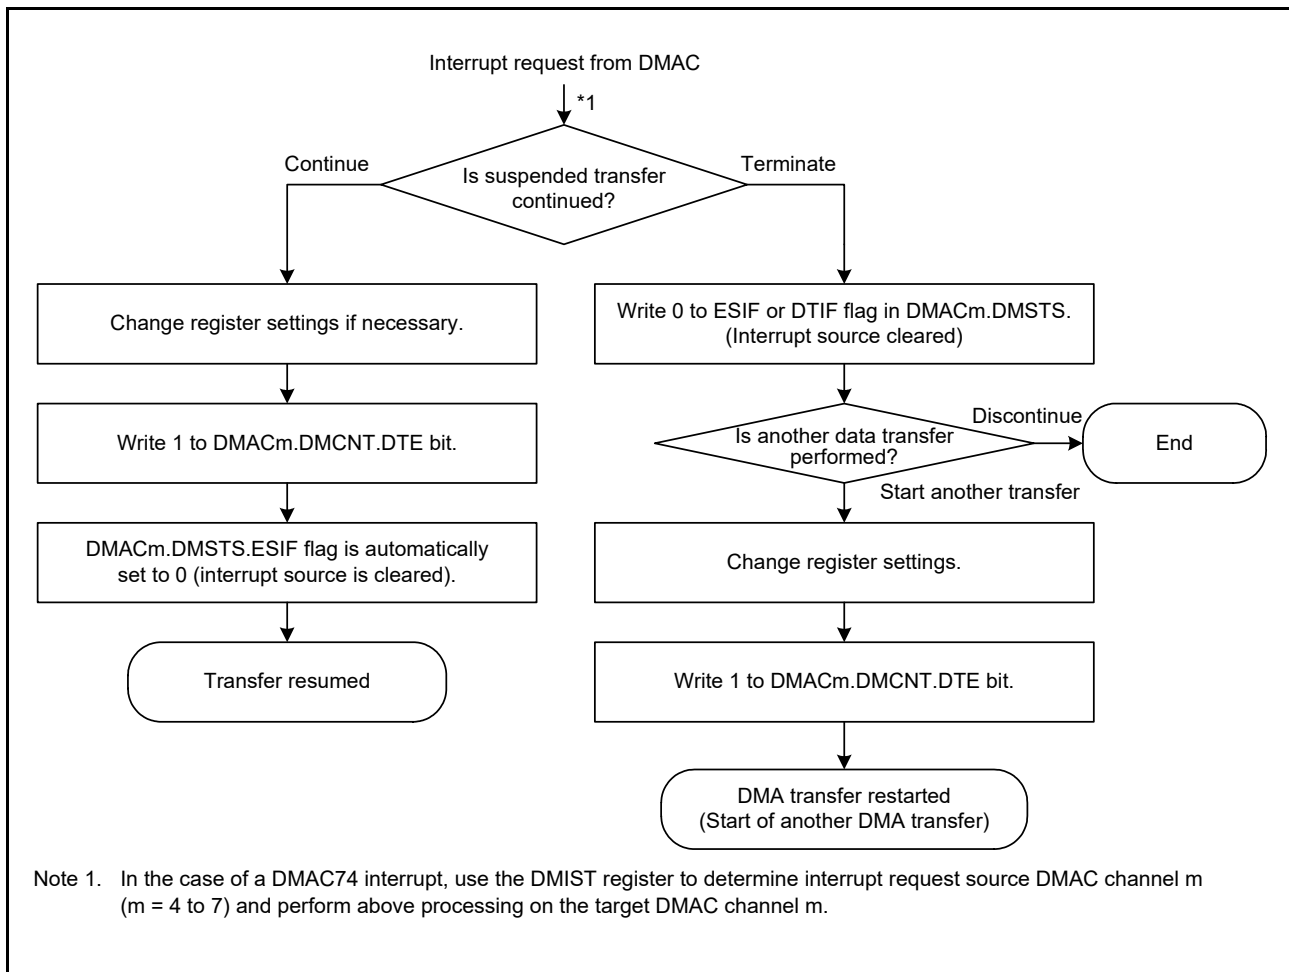 Interrupt request from DMAC
*1
Continue
Terminate
Is suspended transfer
continued?
Change register settings if necessary.
Write 1 to DMACm.DMCNT.DTE bit.
DMACm.DMSTS.ESIF flag is automatically
set to 0 (interrupt source is cleared).
Transfer resumed
Write 0 to ESIF or DTIF flag in DMACm.DMSTS.
(Interrupt source cleared)
Is another data transfer
performed?
Discontinue
End
Start another transfer
Change register settings.
Write 1 to DMACm.DMCNT.DTE bit.
DMA transfer restarted
(Start of another DMA transfer)
Note 1. In the case of a DMAC74 interrupt, use the DMIST register to determine interrupt request source DMAC channel m
(m = 4 to 7) and perform above processing on the target DMAC channel m.